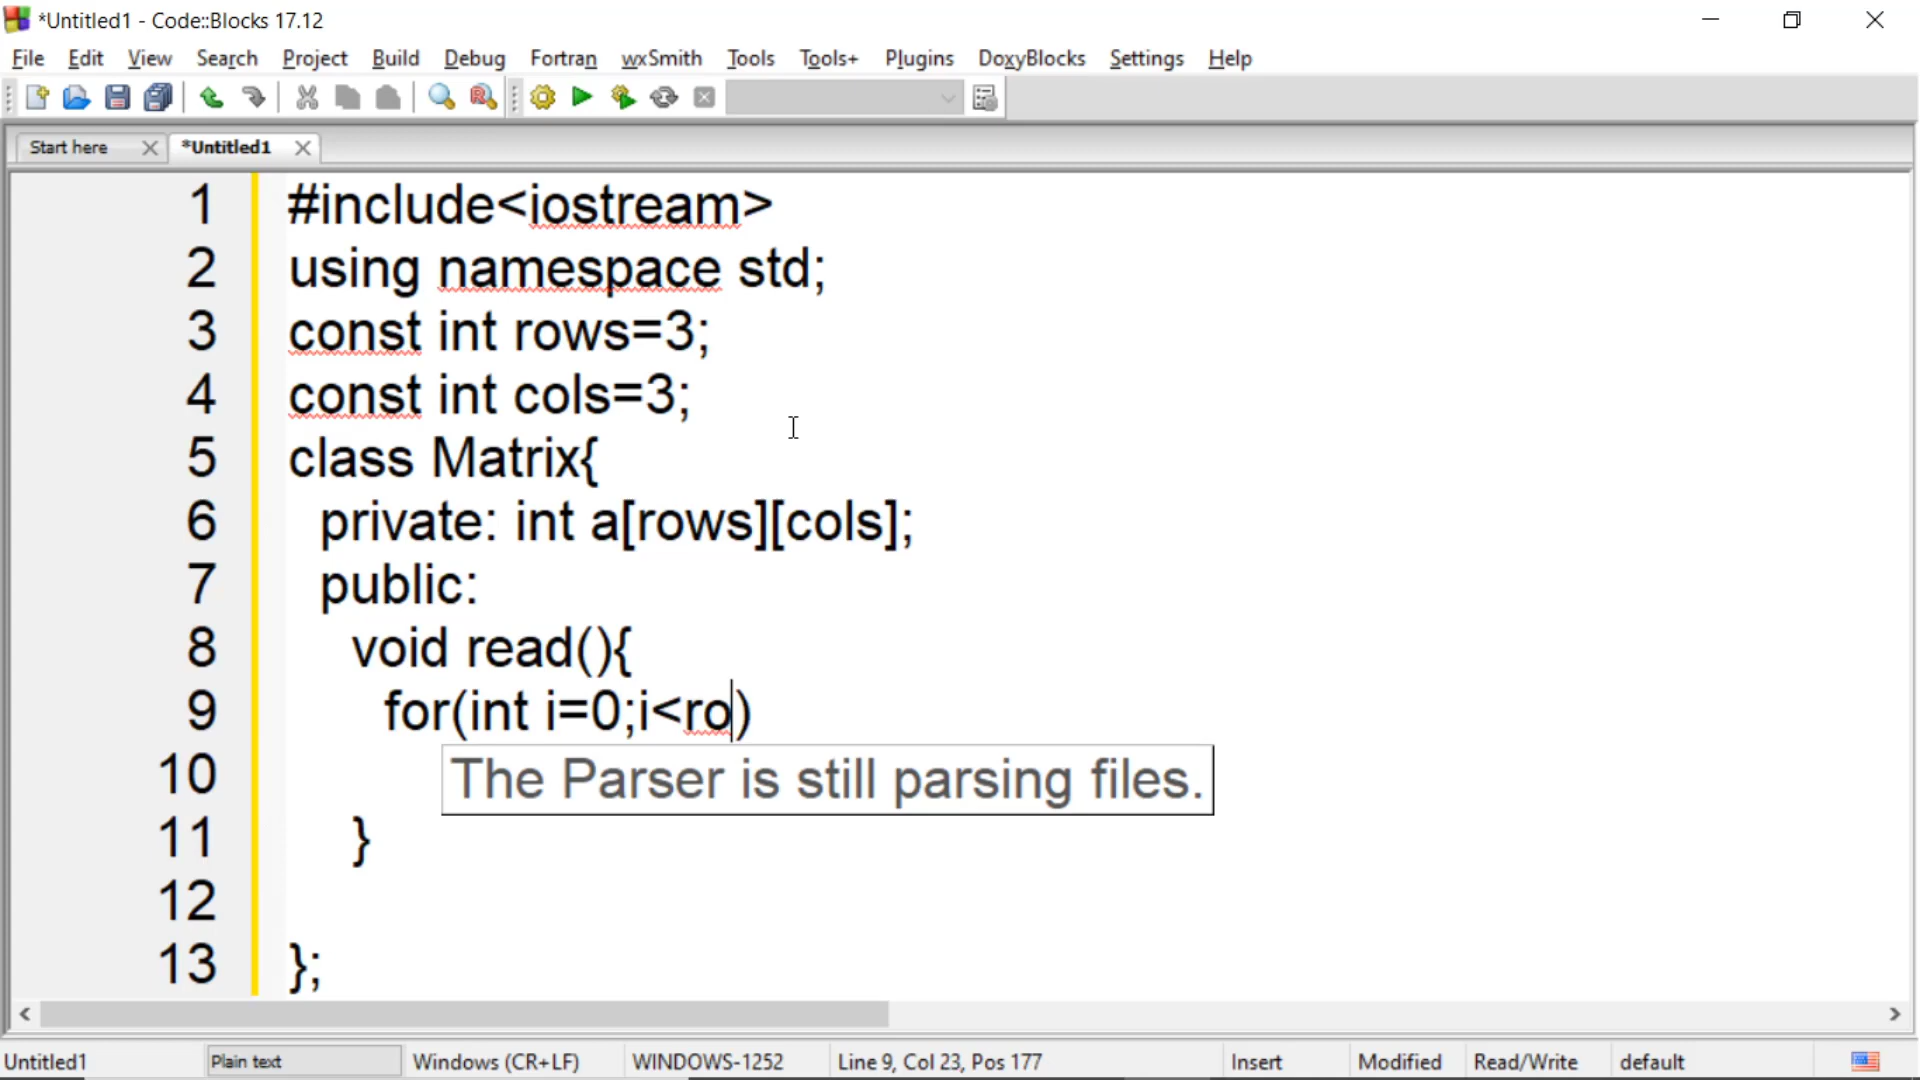 *Untitled1 - Code::Blocks 17.12
File Edit View Search Project Build Debug Fortran wxSmith Tools Tools+ Plugins DoxyBlocks Settings Help
Start here *Untitled1
1 #include<iostream>
2 using namespace std;
3 const int rows=3;
4 const int cols=3;
5 class Matrix{
6 private: int a[rows][cols];
7 public:
8 void read(){
9 for(int i=0;i<ro)
10 The Parser is still parsing files.
11 }
12
13 };
Untitled1 Plain text Windows (CR+LF) WINDOWS-1252 Line 9, Col 23, Pos 177 Insert Modified Read/Write default